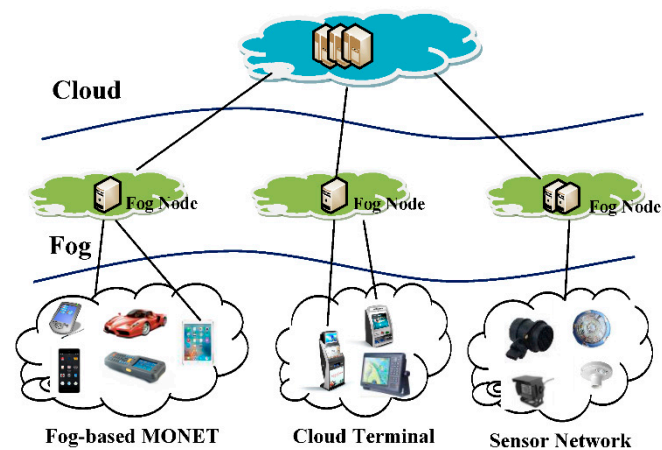 Cloud
Fog Node
Fog Node
Fog Node
Fog
Fog-based MONET
Cloud Terminal
Sensor Network